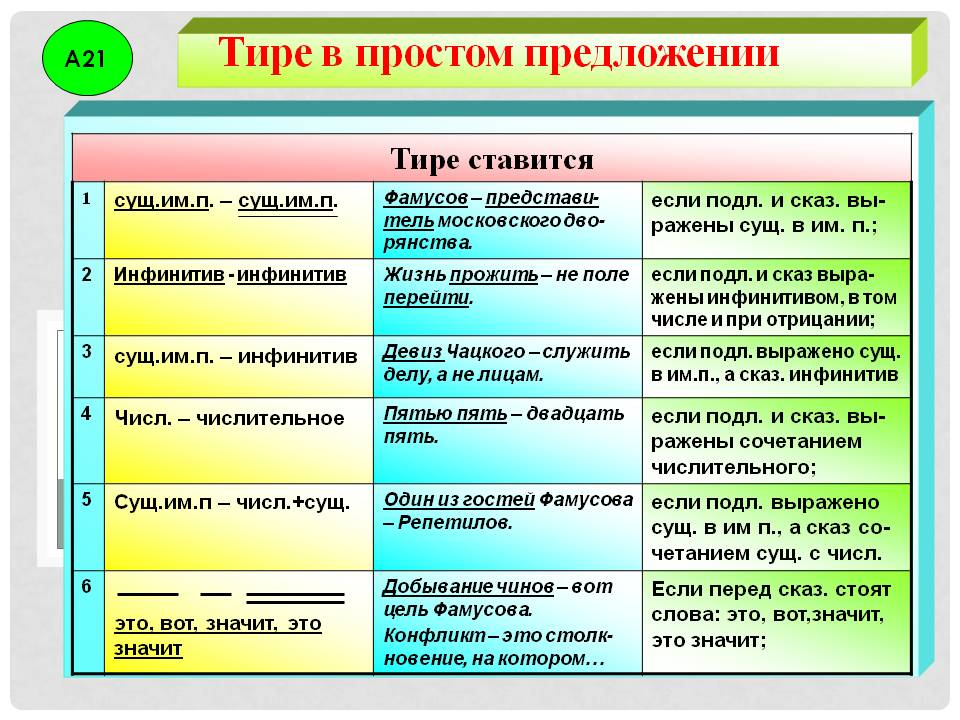 А21
Тире в простом предложении
Тире ставится
1
сущ.им.п. – сущ.им.п.
Фамусов – представи-
тель московского дво-
рянства.
если подл. и сказ. вы-
ражены сущ. в им. п.;
2
Инфинитив - инфинитив
Жизнь прожить – не поле
перейти.
если подл. и сказ выра-
жены инфинитивом, в том
числе и при отрицании;
3
сущ.им.п. – инфинитив
Девиз Чацкого – служить
делу, а не лицам.
если подл. выражено сущ.
в им.п., а сказ. инфинитив
4
Числ. – числительное
Пятью пять – двадцать
пять.
если подл. и сказ. вы-
ражены сочетанием
числительного;
5
Сущ.им.п – числ.+сущ.
Один из гостей Фамусова
– Репетилов.
если подл. выражено
сущ. в им п., а сказ со-
четанием сущ. с числ.
6
это, вот, значит, это
значит
Добывание чинов – вот
цель Фамусова.
Конфликт – это столк-
новение, на котором…
Если перед сказ. стоят
слова: это, вот,значит,
это значит;